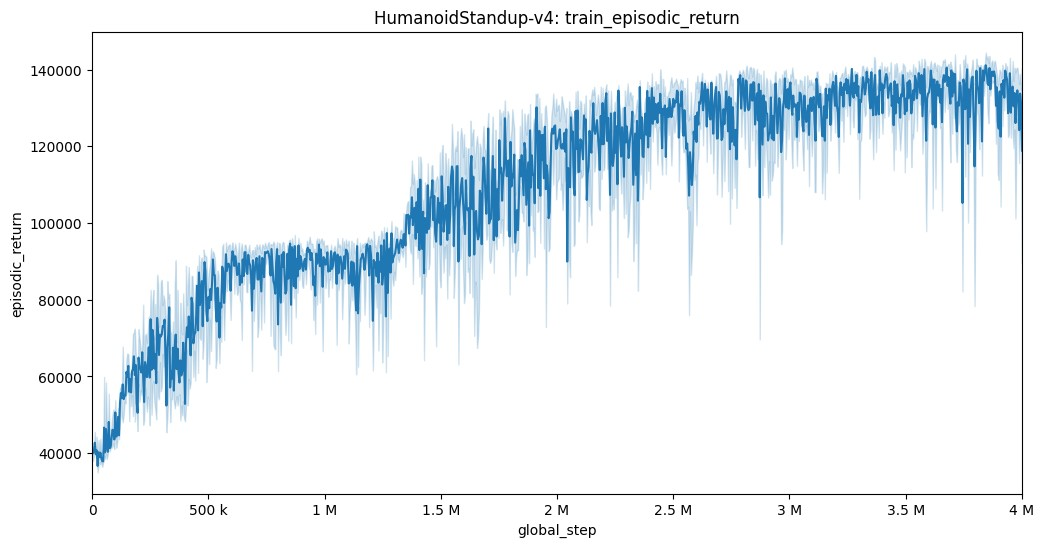 HumanoidStandup-v4: train_episodic_return
140000
120000
100000
80000
60000
40000
episodic_return
0 500 k 1 M 1.5 M 2 M 2.5 M 3 M 3.5 M 4 M
global_step